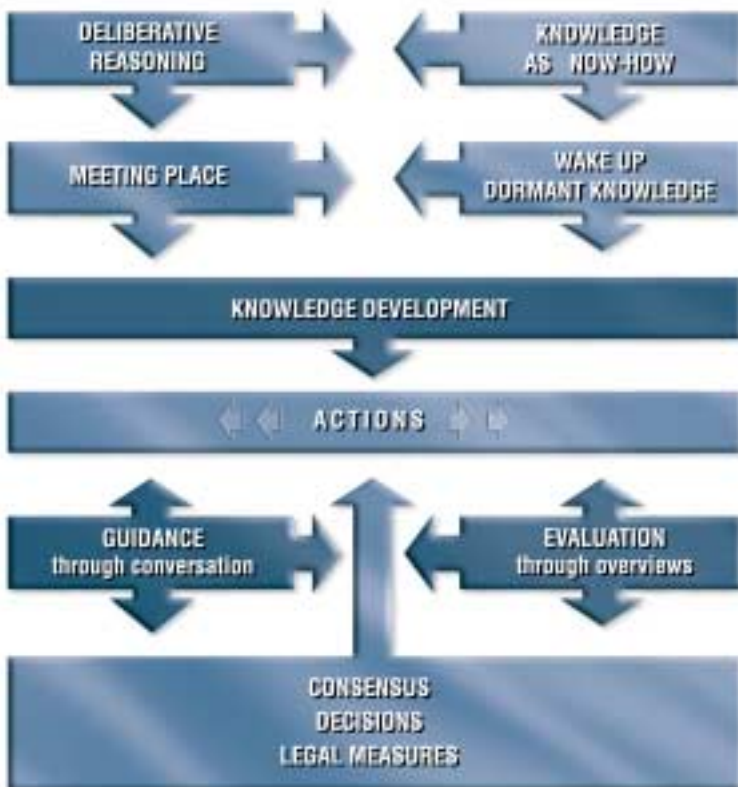 DELIBERATIVE
REASONING
KNOWLEDGE
AS NOW-HOW
MEETING PLACE
WAKE UP
DORMANT KNOWLEDGE
KNOWLEDGE DEVELOPMENT
ACTIONS
GUIDANCE
through conversation
EVALUATION
through overviews
CONSENSUS
DECISIONS
LEGAL MEASURES